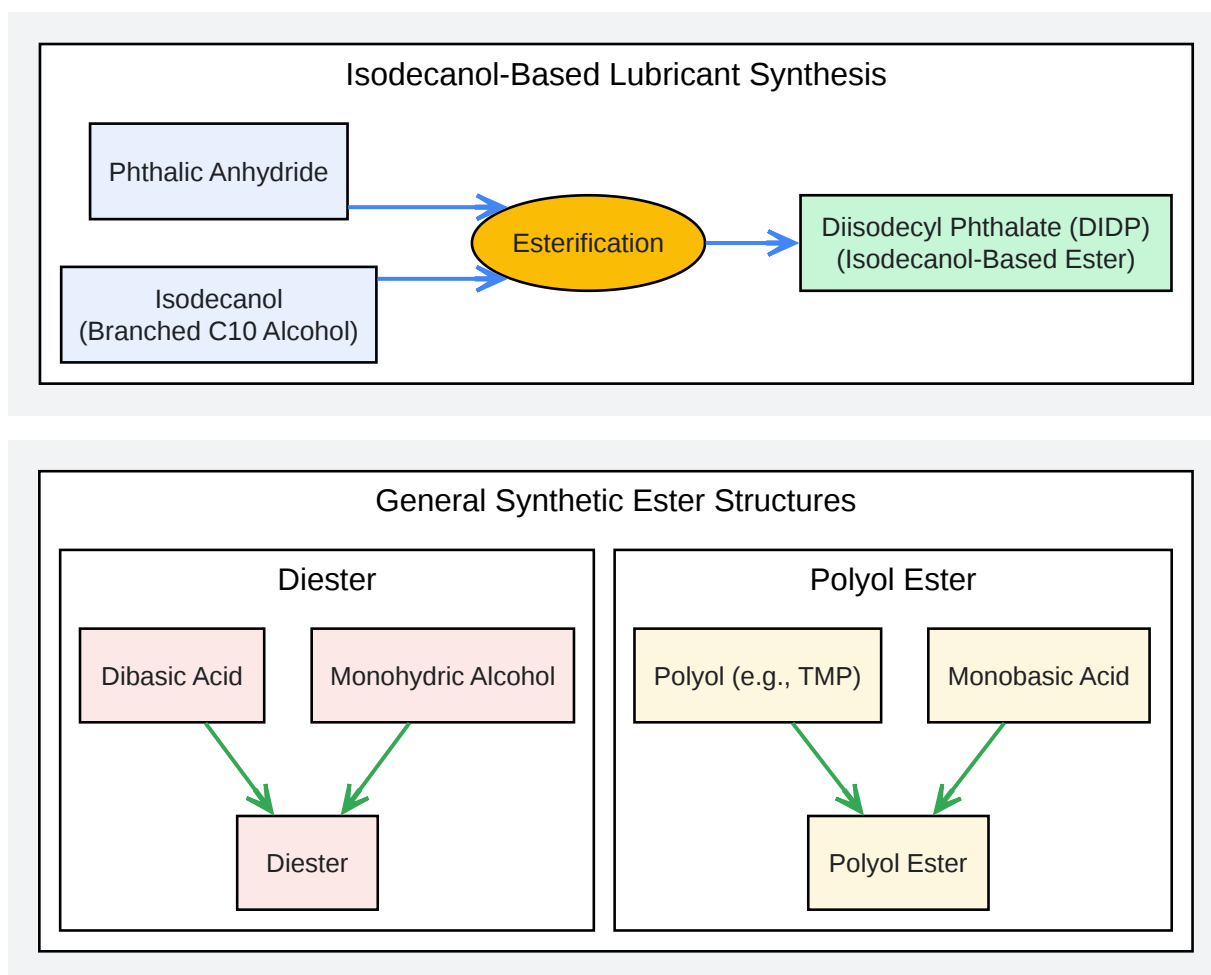 Isodecanol-Based Lubricant Synthesis
Phthalic Anhydride
Isodecanol
(Branched C10 Alcohol)
Esterification
Diisodecyl Phthalate (DIDP)
(Isodecanol-Based Ester)
General Synthetic Ester Structures
Diester
Dibasic Acid
Monohydric Alcohol
Diester
Polyol Ester
Polyol (e.g., TMP)
Monobasic Acid
Polyol Ester